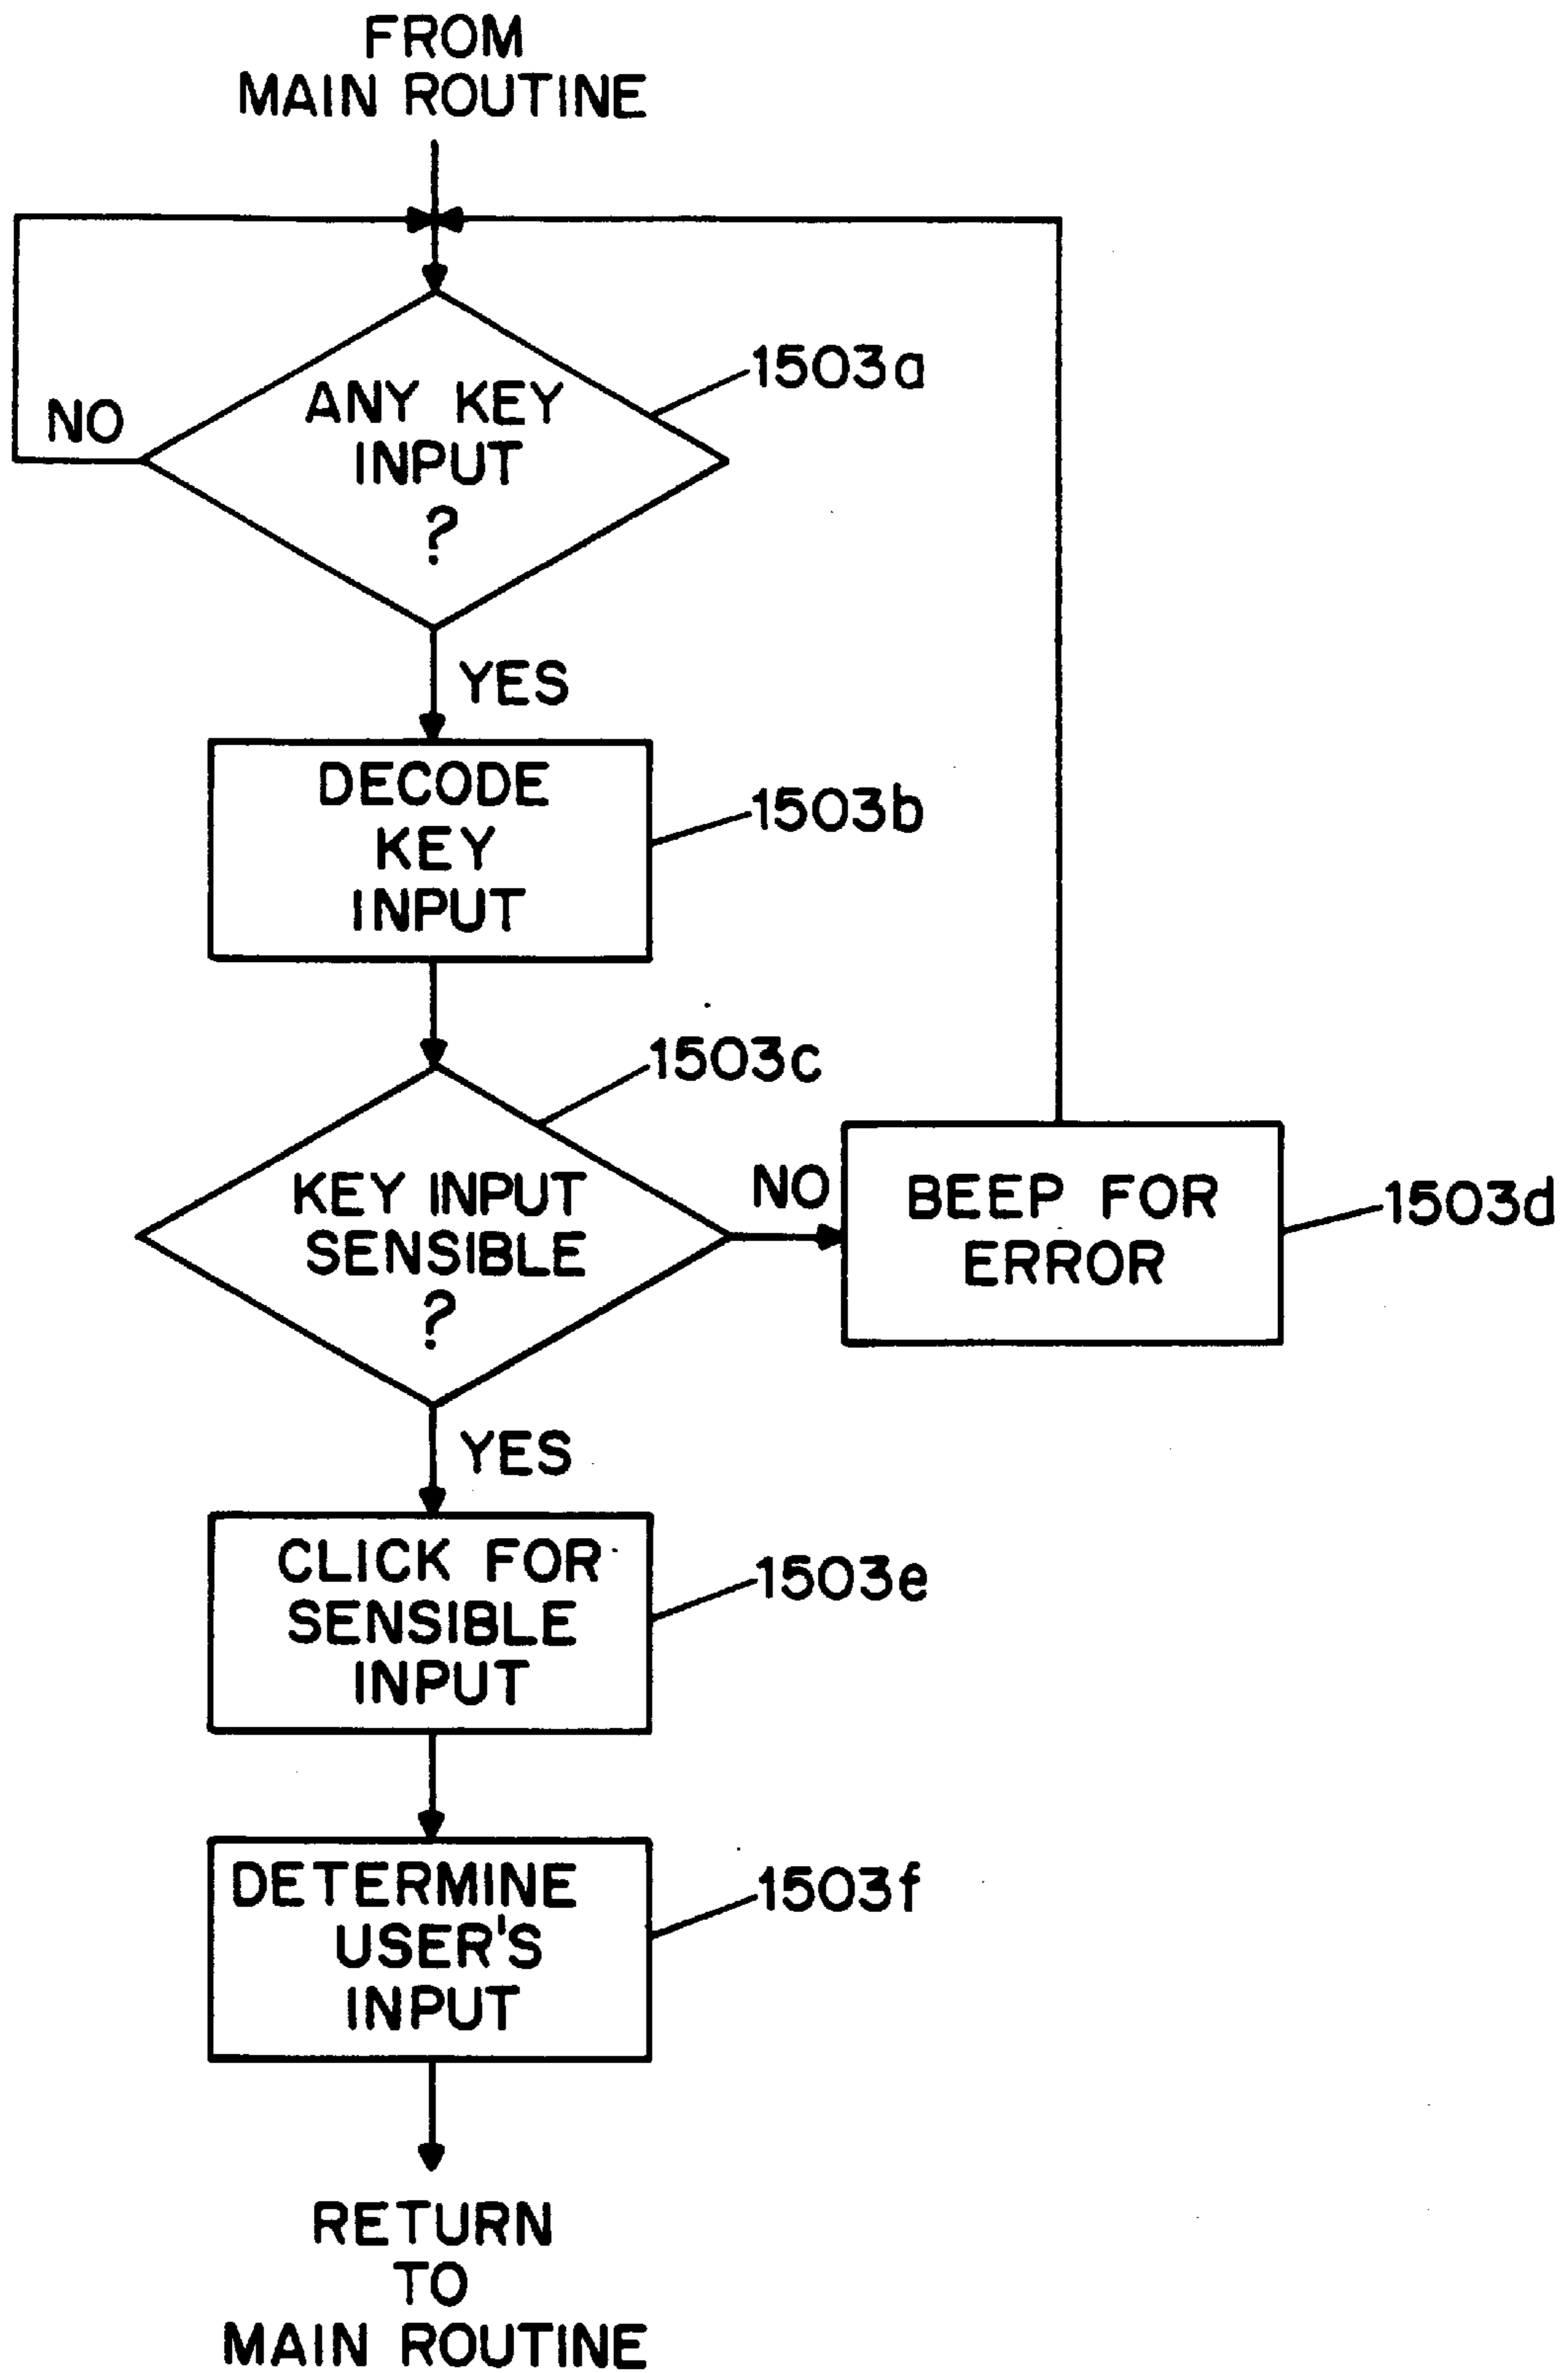 FROM
MAIN ROUTINE
1503a
ANY KEY
INPUT
?
NO
YES
DECODE
KEY
INPUT
1503b
1503c
KEY INPUT
SENSIBLE
?
NO
BEEP FOR
ERROR
1503d
YES
CLICK FOR
SENSIBLE
INPUT
1503e
DETERMINE
USER'S
INPUT
1503f
RETURN
TO
MAIN ROUTINE